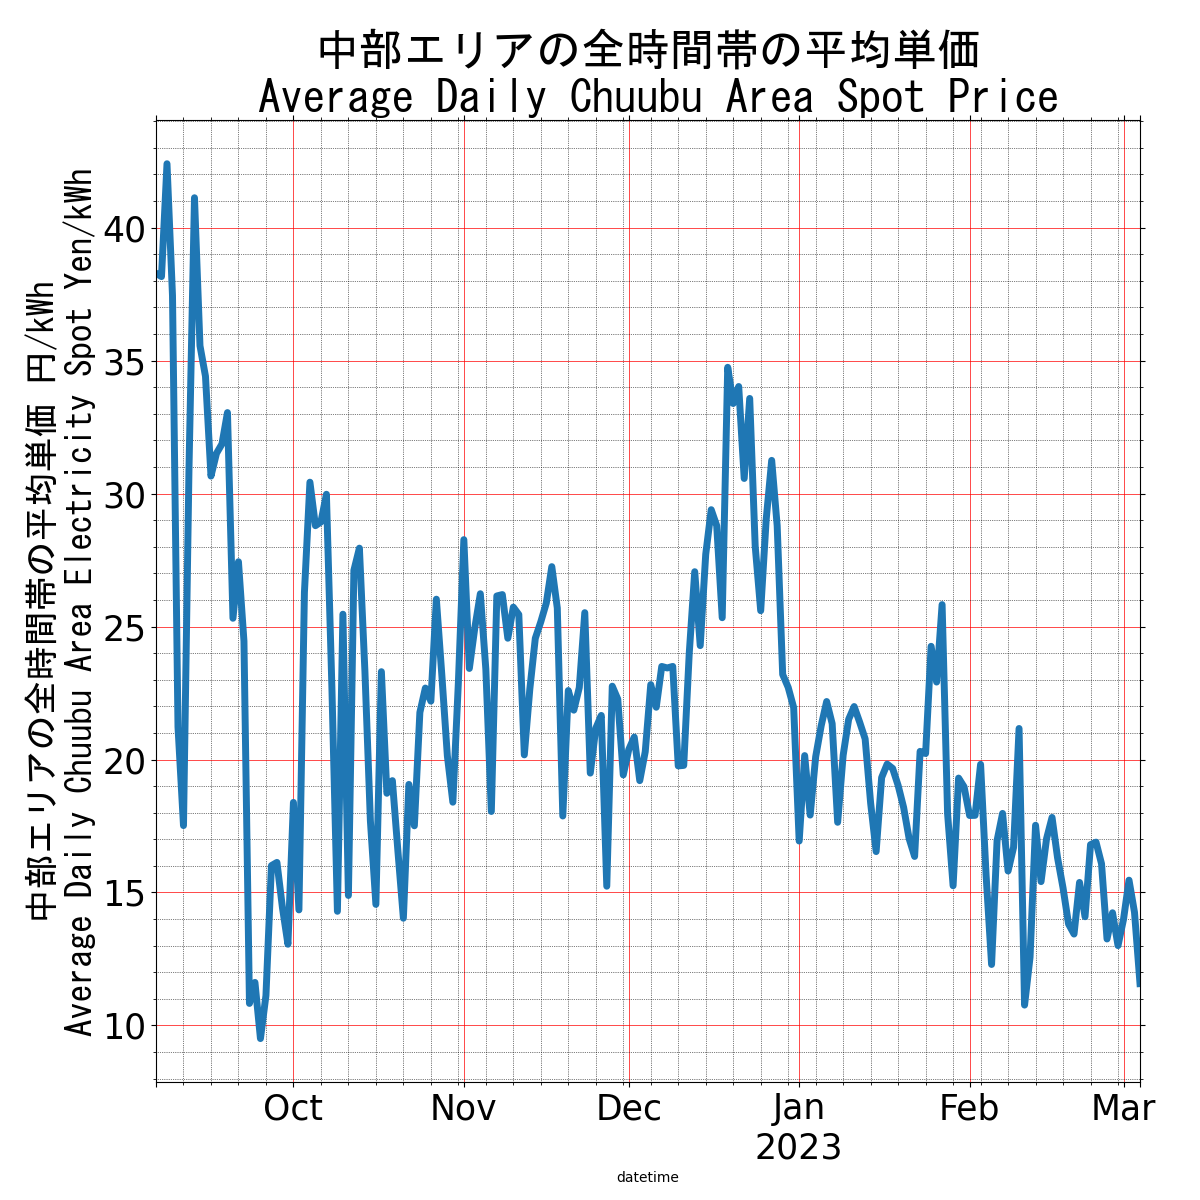 中部エリアの全時間帯の平均単価
Average Daily Chuubu Area Spot Price
中部エリアの全時間帯の平均単価 円/kWh
Average Daily Chuubu Area Electricity Spot Yen/kWh
40
35
30
25
20
15
10
Oct Nov Dec Jan Feb Mar
2023
datetime